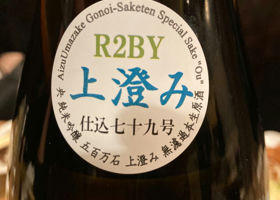 AizuUmazake Gonoi-Saketen Special Sake "Ou"
R2BY
上澄み
仕込七十九号
純米吟醸 五百万石 上澄み 無濾過本生原酒